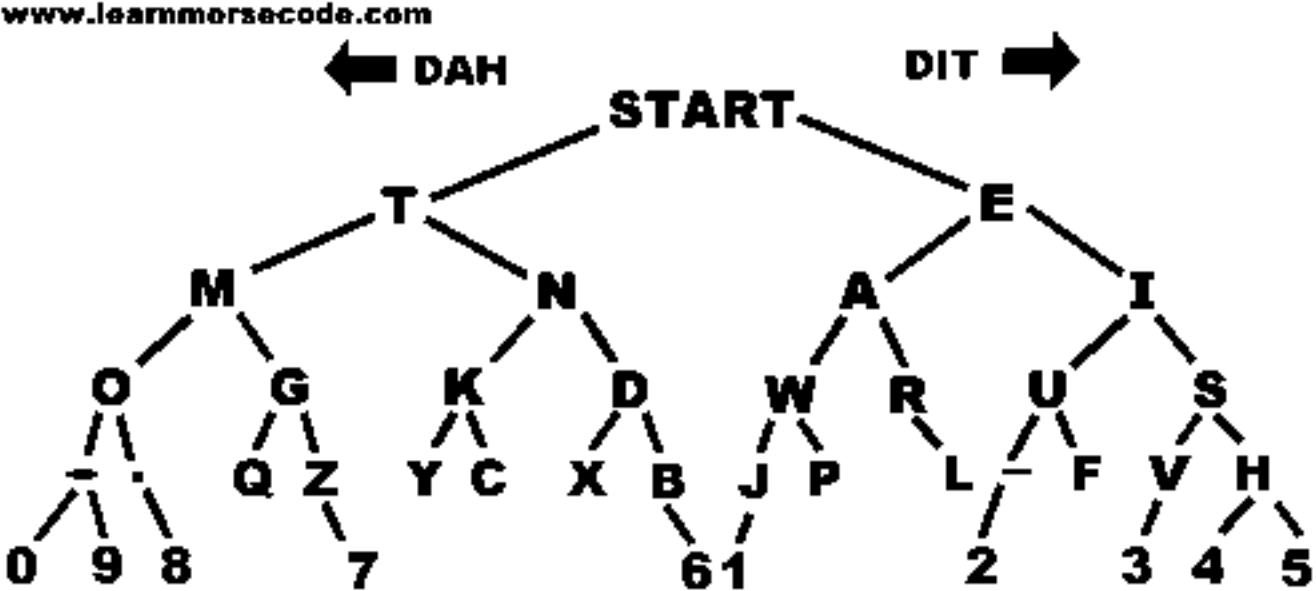 www.learnmorsecode.com
DAH DIT
START
T E
M N A I
O G K D W R U S
- . Q Z Y C X B J P L - F V H
0 9 8 7 6 1 2 3 4 5